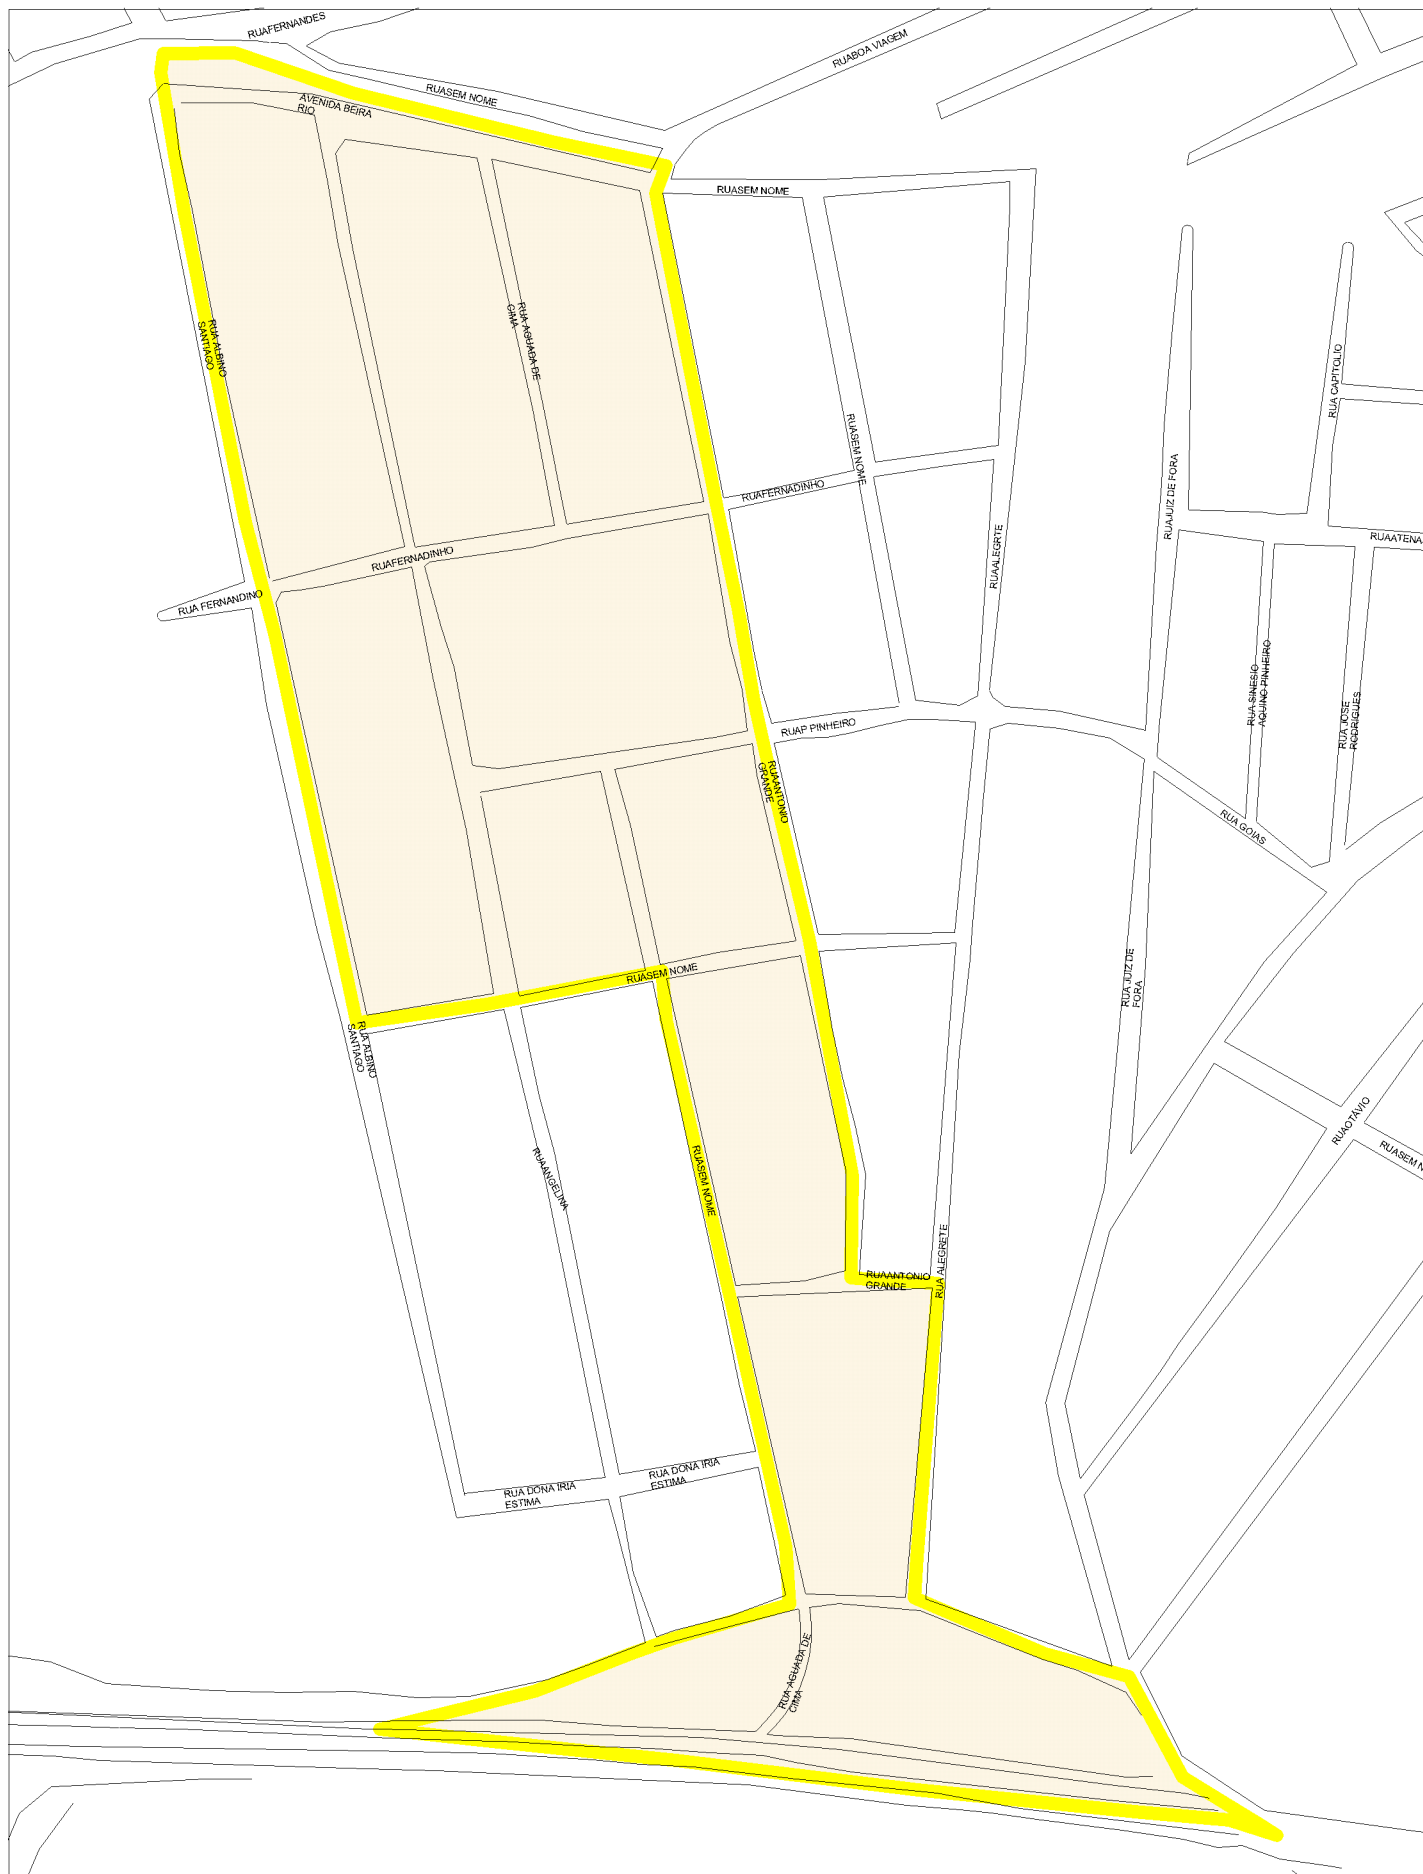 RUAFERNANDES
RUABOA VIAGEM
RUASEM NOME
AVENIDA BEIRA
RIO
RUASEM NOME
RUA ALBINO
SANTIAGO
RUA AGUADA DE
CIMA
RUA CAPITOLIO
RUASEM NOME
RUAFERNADINHO
RUAJUIZ DE FORA
RUAATENA
RUAFERNADINHO
RUAALEGRTE
RUA FERNANDINO
RUA SINESIO
AQUINO PINHEIRO
RUA JOSE
RODRIGUES
RUAP PINHEIRO
RUAANTONIO
GRANDE
RUA GOIAS
RUASEM NOME
RUA JUIZ DE
FORA
RUA ALBINO
SANTIAGO
RUAOTÁVIO
RUASEM N
RUAANGELINA
RUASEM NOME
RUA ALEGRETE
RUAANTONIO
GRANDE
RUA DONA IRIA
ESTIMA
RUA DONA IRIA
ESTIMA
RUA AGUADA DE
CIMA